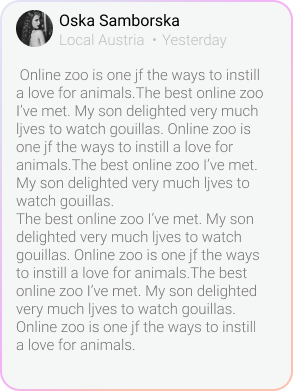 Oska Samborska
Local Austria • Yesterday
Online zoo is one jf the ways to instill
a love for animals.The best online zoo
I've met. My son delighted very much
ljves to watch gouillas. Online zoo is
one jf the ways to instill a love for
animals.The best online zoo I've met.
My son delighted very much ljves to
watch gouillas.
The best online zoo I've met. My son
delighted very much ljves to watch
gouillas. Online zoo is one jf the ways
to instill a love for animals.The best
online zoo I've met. My son delighted
very much ljves to watch gouillas.
Online zoo is one jf the ways to instill
a love for animals.